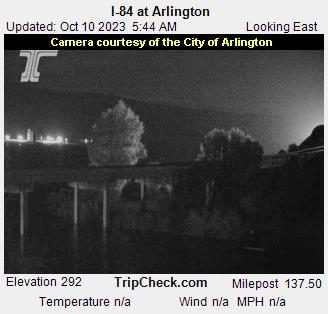 I-84 at Arlington
Updated: Oct 10 2023 5:44 AM Looking East
Camera courtesy of the City of Arlington
Elevation 292 TripCheck.com Milepost 137.50
Temperature n/a Wind n/a MPH n/a